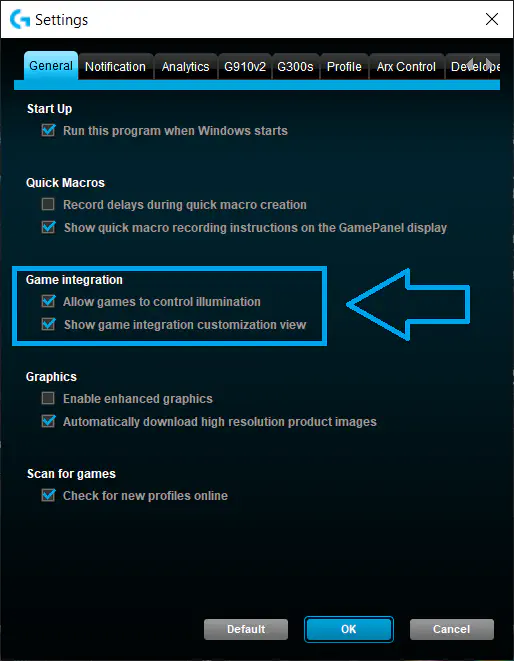 Settings
General Notification Analytics G910v2 G300s Profile Arx Control Develope
Start Up
Run this program when Windows starts
Quick Macros
Record delays during quick macro creation
Show quick macro recording instructions on the GamePanel display
Game integration
Allow games to control illumination
Show game integration customization view
Graphics
Enable enhanced graphics
Automatically download high resolution product images
Scan for games
Check for new profiles online
Default OK Cancel